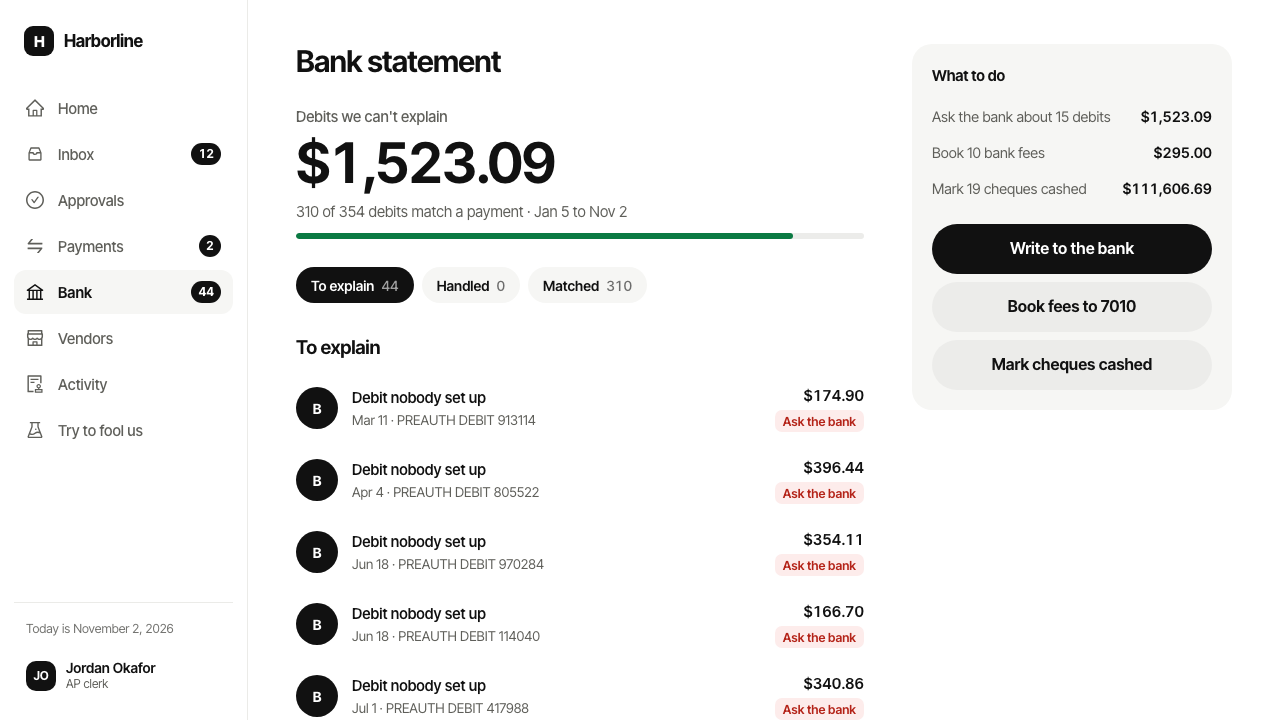 H Harborline
Home
Inbox 12
Approvals
Payments 2
Bank 44
Vendors
Activity
Try to fool us
Today is November 2, 2026
JO Jordan Okafor
AP clerk
Bank statement
Debits we can't explain
$1,523.09
310 of 354 debits match a payment · Jan 5 to Nov 2
To explain 44 Handled 0 Matched 310
To explain
B Debit nobody set up $174.90
Mar 11 · PREAUTH DEBIT 913114 Ask the bank
B Debit nobody set up $396.44
Apr 4 · PREAUTH DEBIT 805522 Ask the bank
B Debit nobody set up $354.11
Jun 18 · PREAUTH DEBIT 970284 Ask the bank
B Debit nobody set up $166.70
Jun 18 · PREAUTH DEBIT 114040 Ask the bank
B Debit nobody set up $340.86
Jul 1 · PREAUTH DEBIT 417988 Ask the bank
What to do
Ask the bank about 15 debits $1,523.09
Book 10 bank fees $295.00
Mark 19 cheques cashed $111,606.69
Write to the bank
Book fees to 7010
Mark cheques cashed